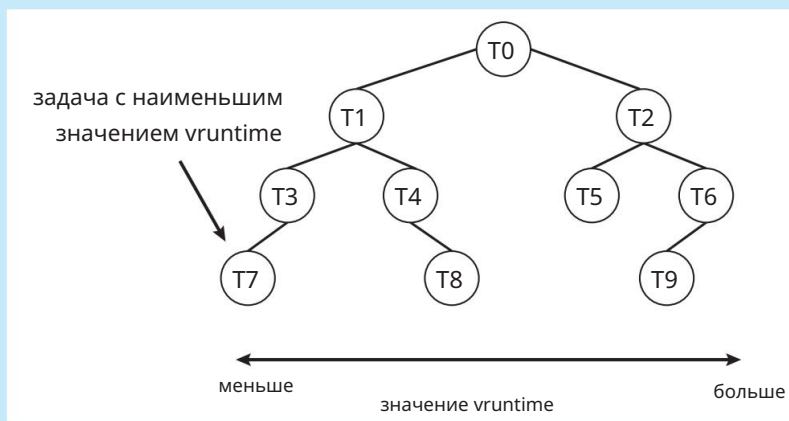 T0
задача с наименьшим
значением vruntime
T1
T2
T3
T4
T5
T6
T7
T8
T9
меньше
больше
значение vruntime